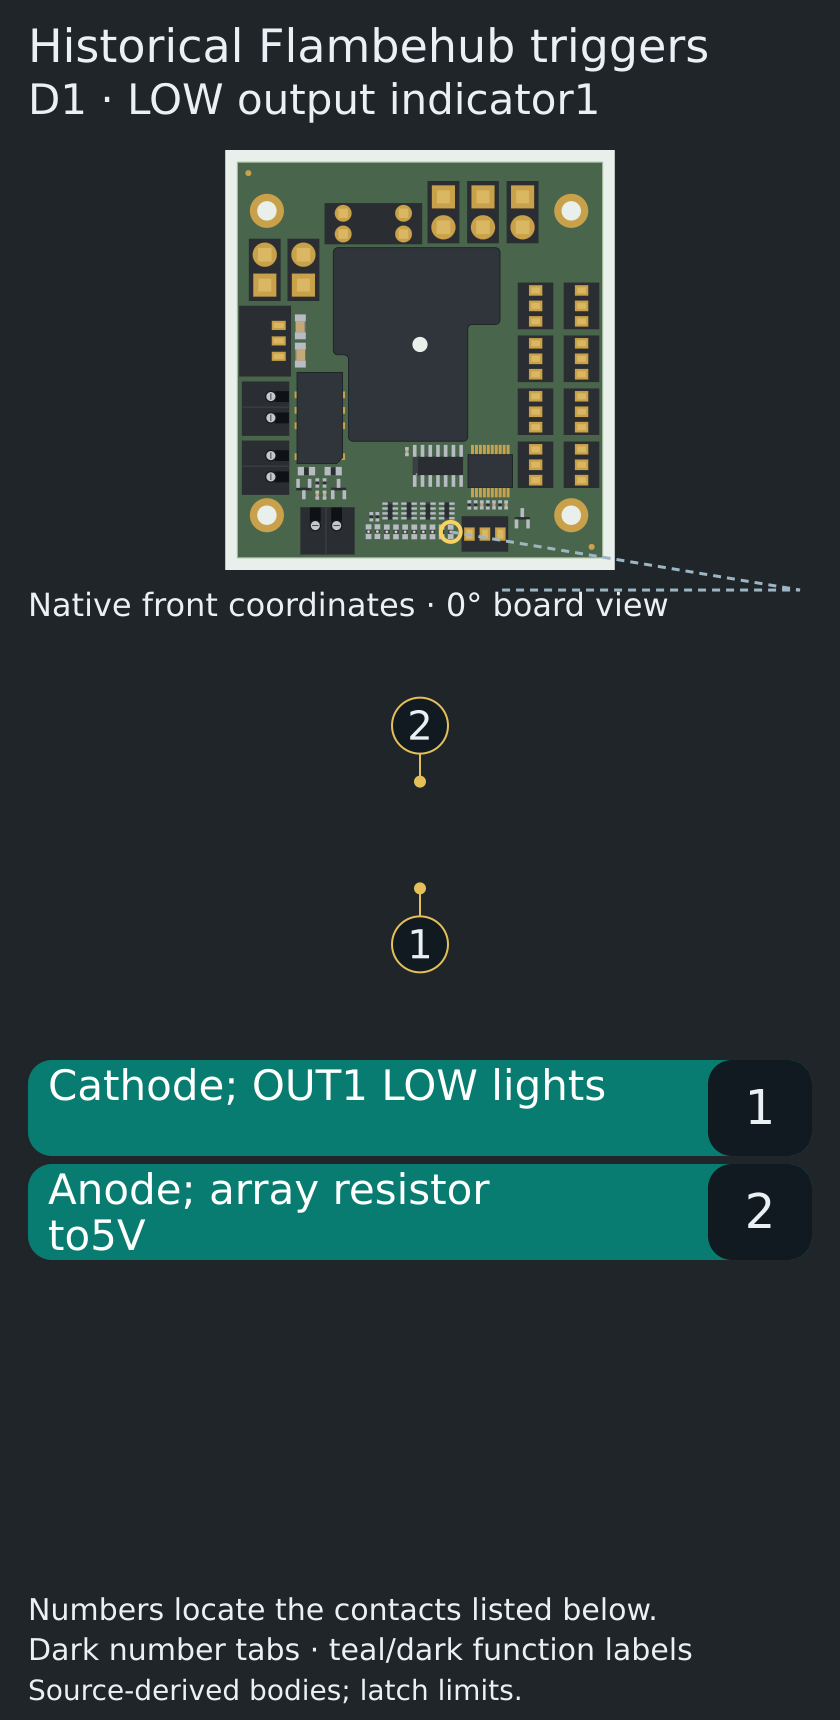 Historical Flambehub triggers
D1 · LOW output indicator1
Native front coordinates · 0° board view
2
1
Cathode; OUT1 LOW lights 1
Anode; array resistor
to5V 2
Numbers locate the contacts listed below.
Dark number tabs · teal/dark function labels
Source-derived bodies; latch limits.